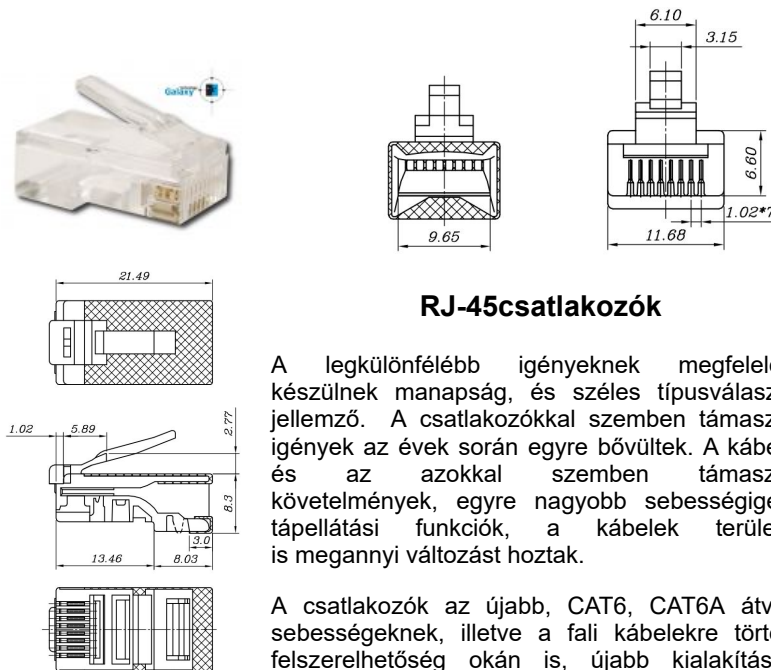 Galaxy
6.10
3.15
6.60
1.02*7
9.65
11.68
21.49
RJ-45csatlakozók
A legkülönfélébb igényeknek megfelel
készülnek manapság, és széles típusválasz
jellemző. A csatlakozókkal szemben támasz
igények az évek során egyre bővültek. A kábe
és az azokkal szemben támasz
követelmények, egyre nagyobb sebességige
tápellátási funkciók, a kábelek terüle
is megannyi változást hoztak.
1.02
5.89
2.77
8.3
3.0
13.46
8.03
A csatlakozók az újabb, CAT6, CAT6A átv
sebességeknek, illetve a fali kábelekre törté
felszerelhetőség okán is, újabb kialakítás